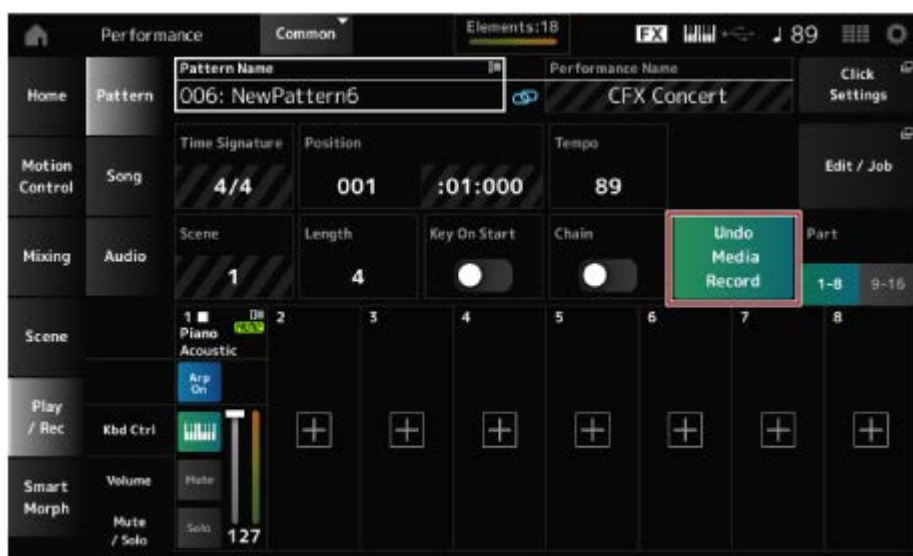 Performance
Common
Elements:18
FX
♩ 89
Home
Pattern
Pattern Name
006: NewPattern6
Performance Name
CFX Concert
Click
Settings
Motion
Control
Song
Time Signature
4/4
Position
001
:01:000
Tempo
89
Edit / Job
Mixing
Audio
Scene
1
Length
4
Key On Start
Chain
Undo
Media
Record
Part
1-8
9-16
Scene
1
2
3
4
5
6
7
8
Piano
Acoustic
Arp
On
Play
/ Rec
Kbd Ctrl
Smart
Morph
Volume
Mute
Mute
/ Solo
Solo
127